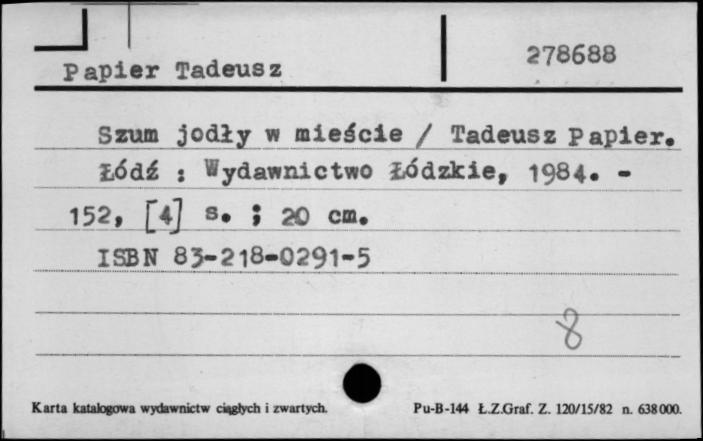 Papier Tadeusz
278688
Szum jodły w mieście / Tadeusz Papier.
Łódź : Wydawnictwo Łódzkie, 1984. -
152, [4] s. ; 20 cm.
ISBN 83-218-0291-5
8
Karta katalogowa wydawnictw ciągłych i zwartych.
Pu-B-144 Ł.Z.Graf. Z. 120/15/82 n. 638000.